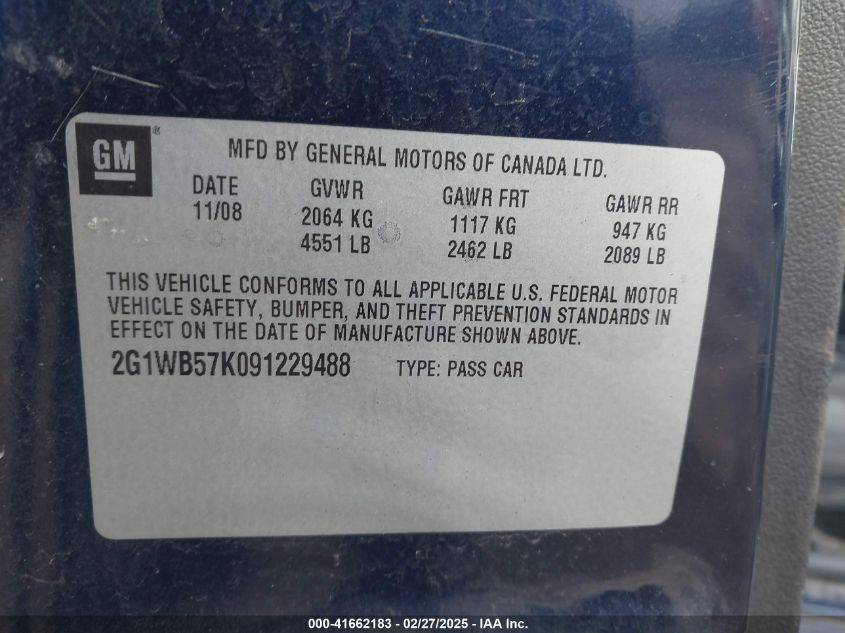 GM ®
MFD BY GENERAL MOTORS OF CANADA LTD.
DATE GVWR GAWR FRT GAWR RR
11/08 2064 KG 1117 KG 947 KG
4551 LB 2462 LB 2089 LB
THIS VEHICLE CONFORMS TO ALL APPLICABLE U.S. FEDERAL MOTOR
VEHICLE SAFETY, BUMPER, AND THEFT PREVENTION STANDARDS IN
EFFECT ON THE DATE OF MANUFACTURE SHOWN ABOVE.
2G1WB57K091229488 TYPE: PASS CAR
000-41662183 - 02/27/2025 - IAA Inc.